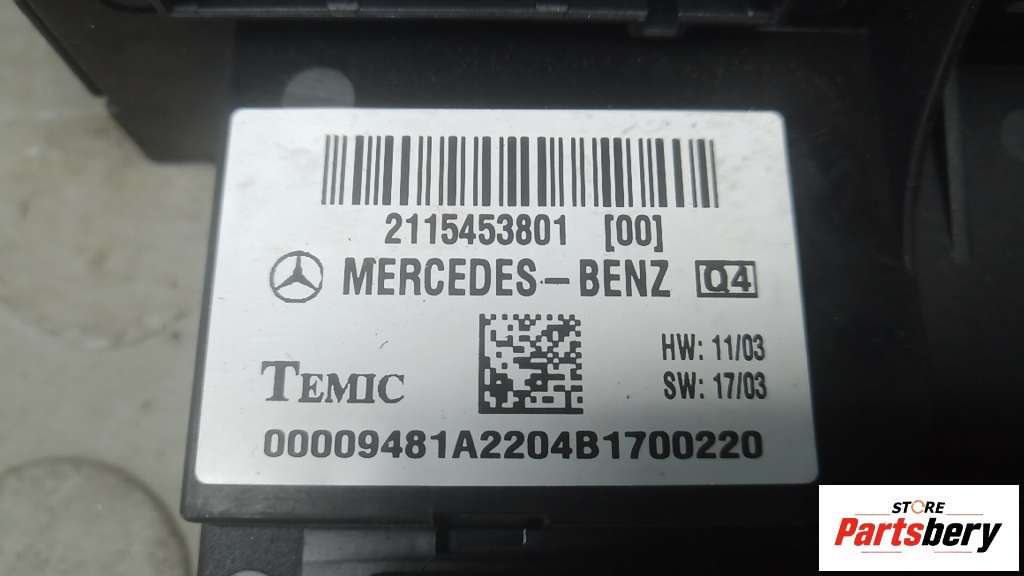 2115453801 [00]
MERCEDES-BENZ Q4
HW: 11/03
TEMIC
SW: 17/03
00009481A2204B1700220
STORE
Partsbery